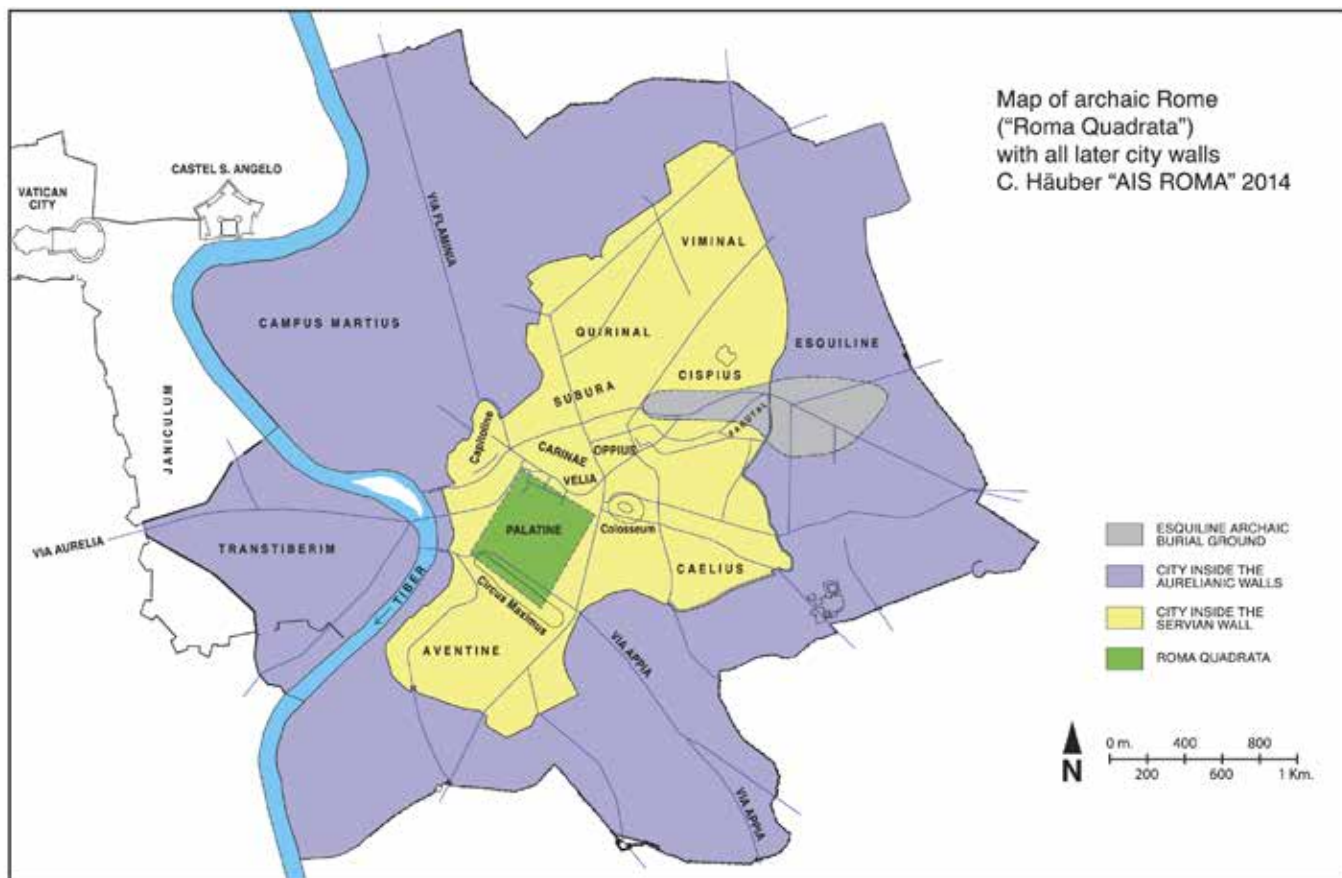 Map of archaic Rome
("Roma Quadrata")
with all later city walls
C. Häuber "AIS ROMA" 2014
CASTEL S. ANGELO
VATICAN
CITY
VIA FLAMINIA
VIMINAL
CAMPUS MARTIUS
QUIRINAL
ESQUILINE
CISPIUS
SUBURA
JANICULUM
FAGUTAL
Capitoline
CARINAE
OPPIUS
VELIA
PALATINE
Colosseum
VIA AURELIA
TRANSTIBERIM
CAELIUS
TIBER
Circus Maximus
AVENTINE
VIA APPIA
VIA APPIA
ESQUILINE ARCHAIC
BURIAL GROUND
CITY INSIDE THE
AURELIANIC WALLS
CITY INSIDE THE
SERVIAN WALL
ROMA QUADRATA
N
0 m. 400 800
200 600 1 Km.